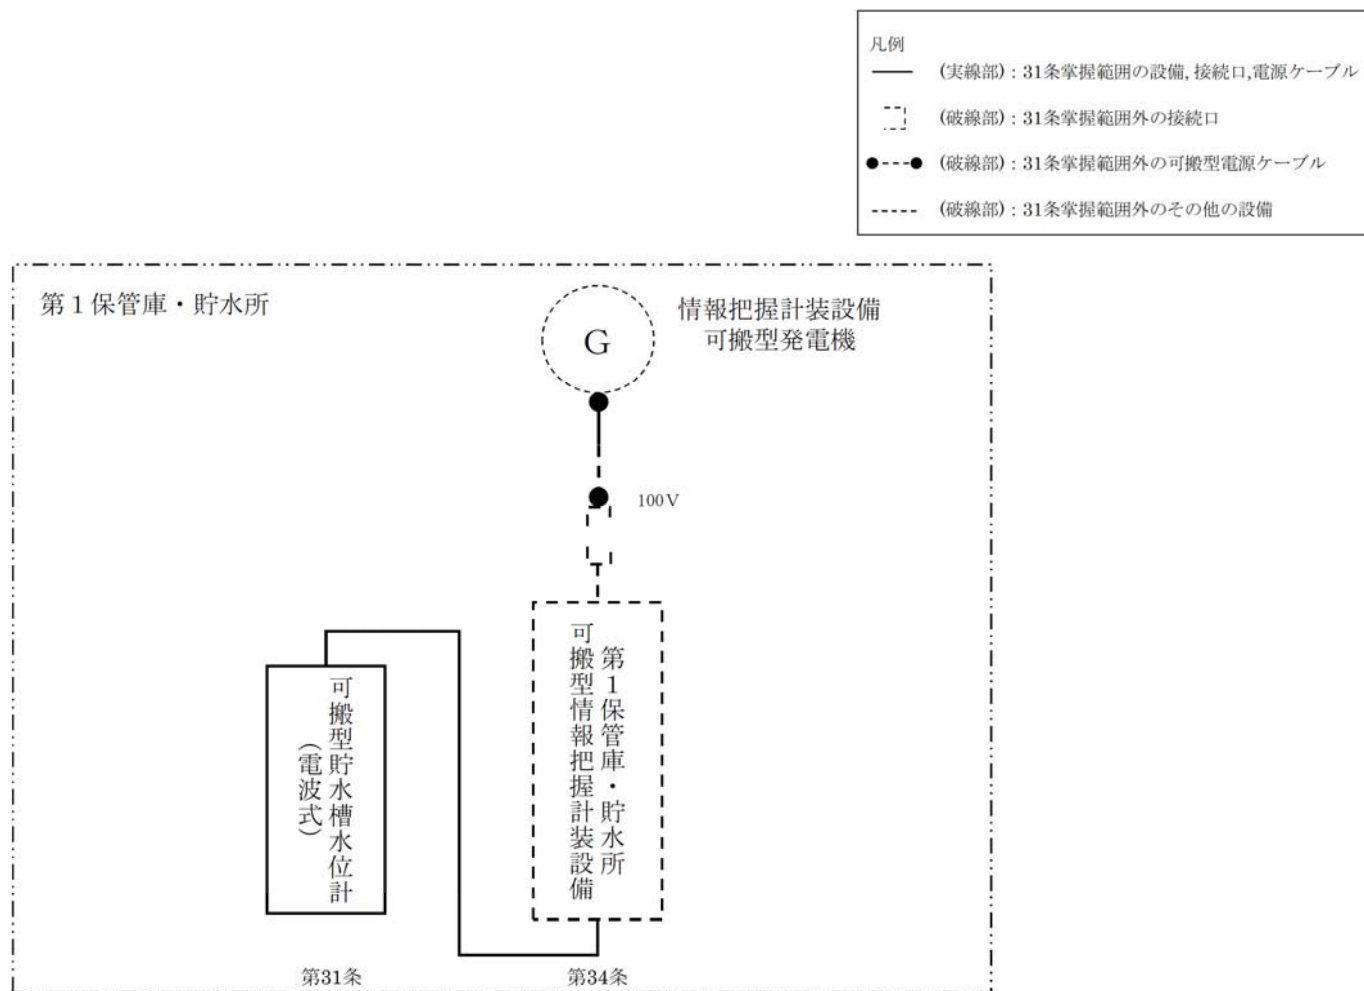 凡例
(実線部)：31条掌握範囲の設備, 接続口,電源ケーブル
(破線部)：31条掌握範囲外の接続口
(破線部)：31条掌握範囲外の可搬型電源ケーブル
(破線部)：31条掌握範囲外のその他の設備
第１保管庫・貯水所
G
情報把握計装設備
可搬型発電機
100V
可搬型貯水槽水位計
（電波式）
第１保管庫・貯水所
可搬型情報把握計装設備
第31条
第34条